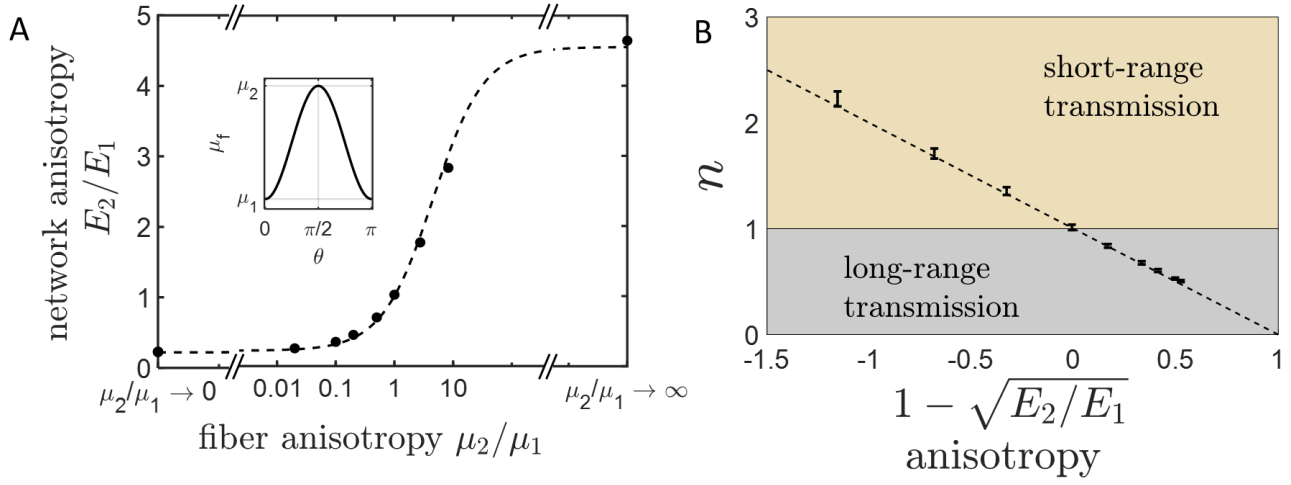 A
network anisotropy
E₂/E₁
5
4
3
2
1
0
μ₂
μ_f
μ₁
0 π/2 π
θ
μ₂/μ₁ → 0 0.01 0.1 1 10 μ₂/μ₁ → ∞
fiber anisotropy μ₂/μ₁
B
n
3
2
1
0
short-range
transmission
long-range
transmission
-1.5 -1 -0.5 0 0.5 1
1 − √E₂/E₁
anisotropy